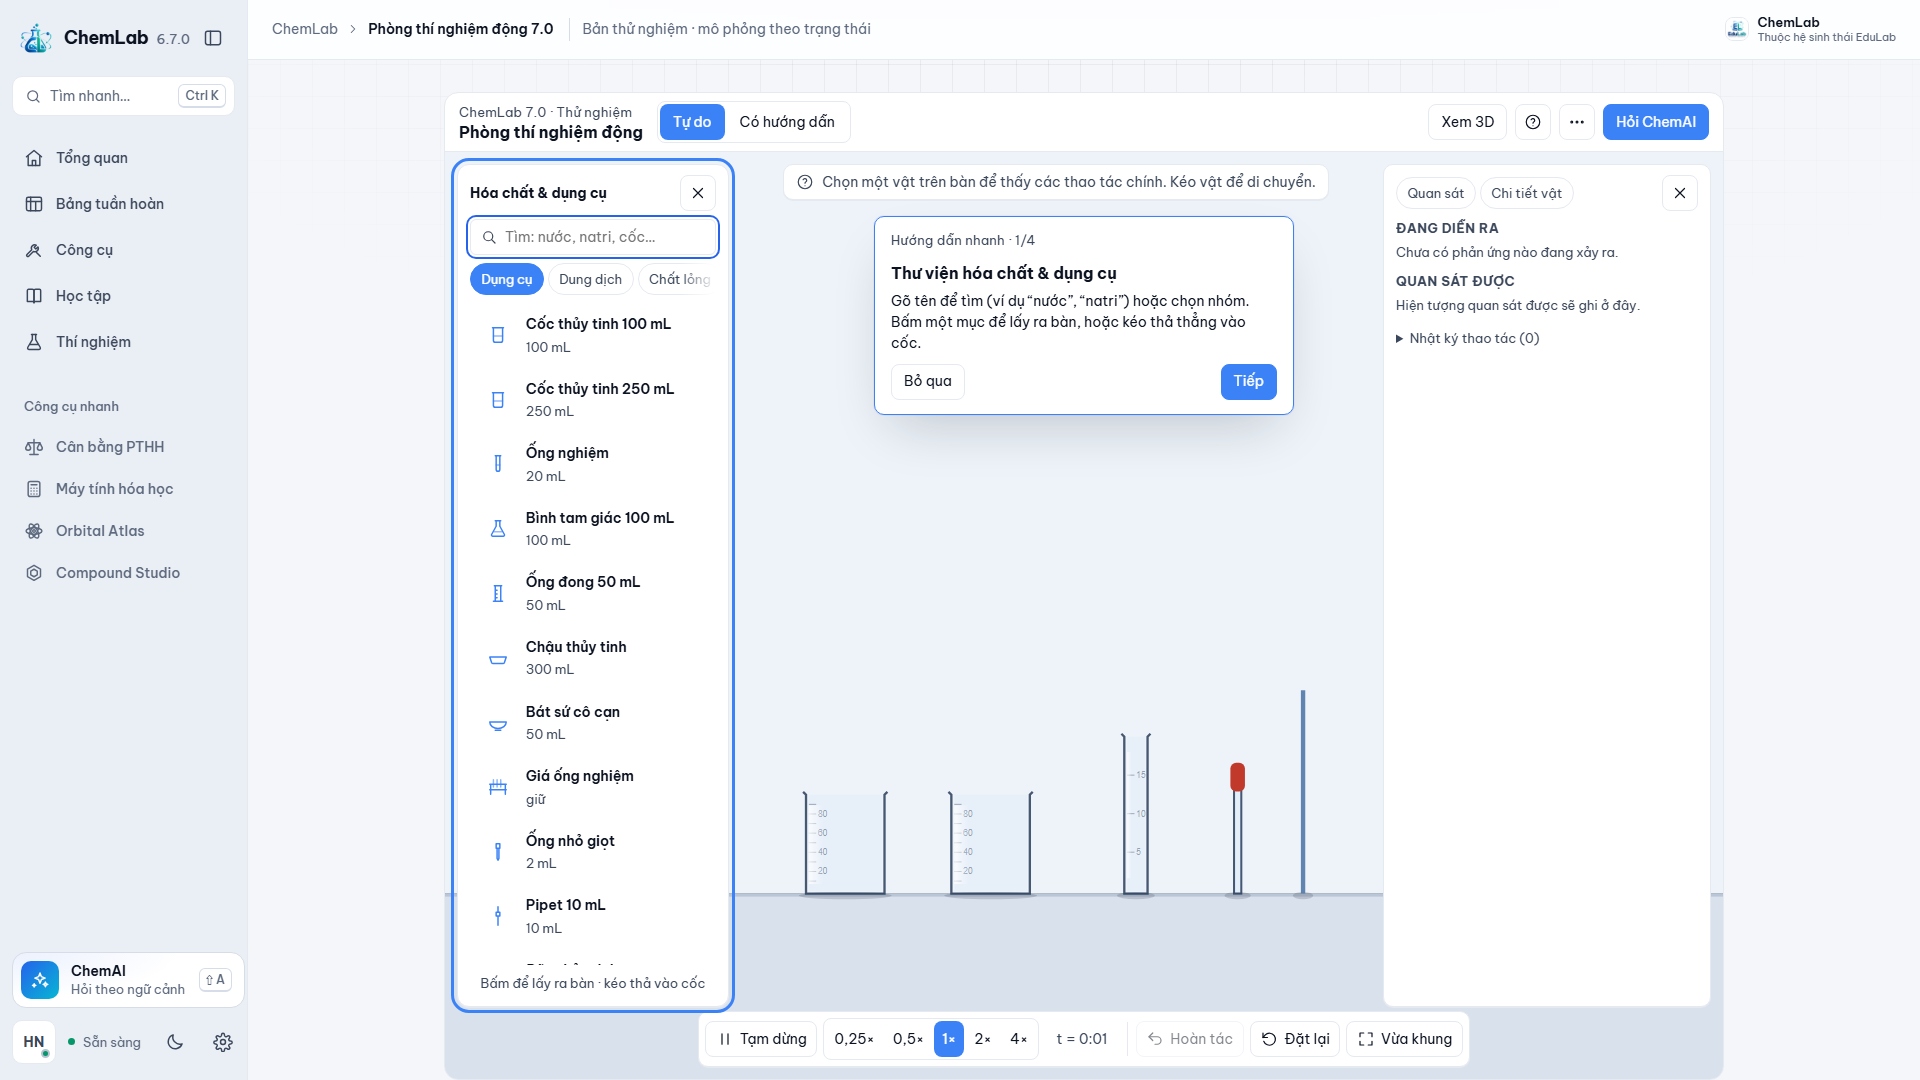 ChemLab 6.7.0
Tìm nhanh... Ctrl K
Tổng quan
Bảng tuần hoàn
Công cụ
Học tập
Thí nghiệm
Công cụ nhanh
Cân bằng PTHH
Máy tính hóa học
Orbital Atlas
Compound Studio
ChemAI
Hỏi theo ngữ cảnh
⇧A
HN
Sẵn sàng
ChemLab > Phòng thí nghiệm động 7.0 | Bản thử nghiệm · mô phỏng theo trạng thái
ChemLab
Thuộc hệ sinh thái EduLab
ChemLab 7.0 · Thử nghiệm
Phòng thí nghiệm động
Tự do
Có hướng dẫn
Xem 3D
Hỏi ChemAI
Hóa chất & dụng cụ
Tìm: nước, natri, cốc...
Dụng cụ
Dung dịch
Chất lỏng
Cốc thủy tinh 100 mL
100 mL
Cốc thủy tinh 250 mL
250 mL
Ống nghiệm
20 mL
Bình tam giác 100 mL
100 mL
Ống đong 50 mL
50 mL
Chậu thủy tinh
300 mL
Bát sứ cô cạn
50 mL
Giá ống nghiệm
giữ
Ống nhỏ giọt
2 mL
Pipet 10 mL
10 mL
Bấm để lấy ra bàn · kéo thả vào cốc
Chọn một vật trên bàn để thấy các thao tác chính. Kéo vật để di chuyển.
Hướng dẫn nhanh · 1/4
Thư viện hóa chất & dụng cụ
Gõ tên để tìm (ví dụ “nước”, “natri”) hoặc chọn nhóm.
Bấm một mục để lấy ra bàn, hoặc kéo thả thẳng vào
cốc.
Bỏ qua
Tiếp
80
60
40
20
80
60
40
20
15
10
5
Quan sát
Chi tiết vật
ĐANG DIỄN RA
Chưa có phản ứng nào đang xảy ra.
QUAN SÁT ĐƯỢC
Hiện tượng quan sát được sẽ ghi ở đây.
Nhật ký thao tác (0)
Tạm dừng
0,25×
0,5×
1×
2×
4×
t = 0:01
Hoàn tác
Đặt lại
Vừa khung